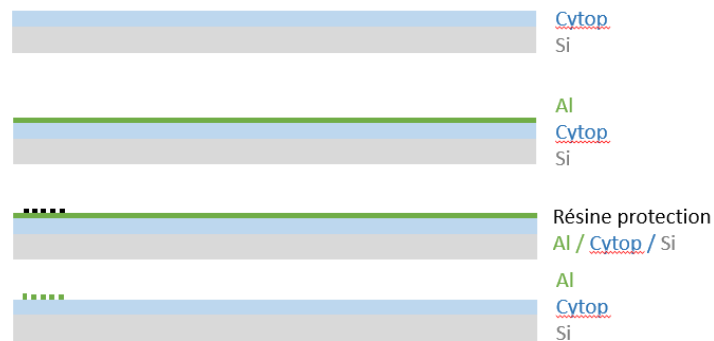 Cytop
Si
Al
Cytop
Si
Résine protection
Al / Cytop / Si
Al
Cytop
Si